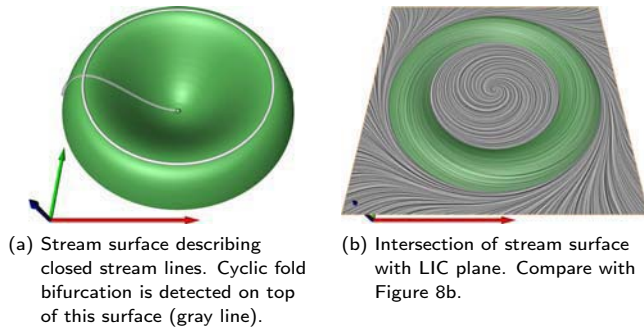 (a) Stream surface describing
closed stream lines. Cyclic fold
bifurcation is detected on top
of this surface (gray line).
(b) Intersection of stream surface
with LIC plane. Compare with
Figure 8b.